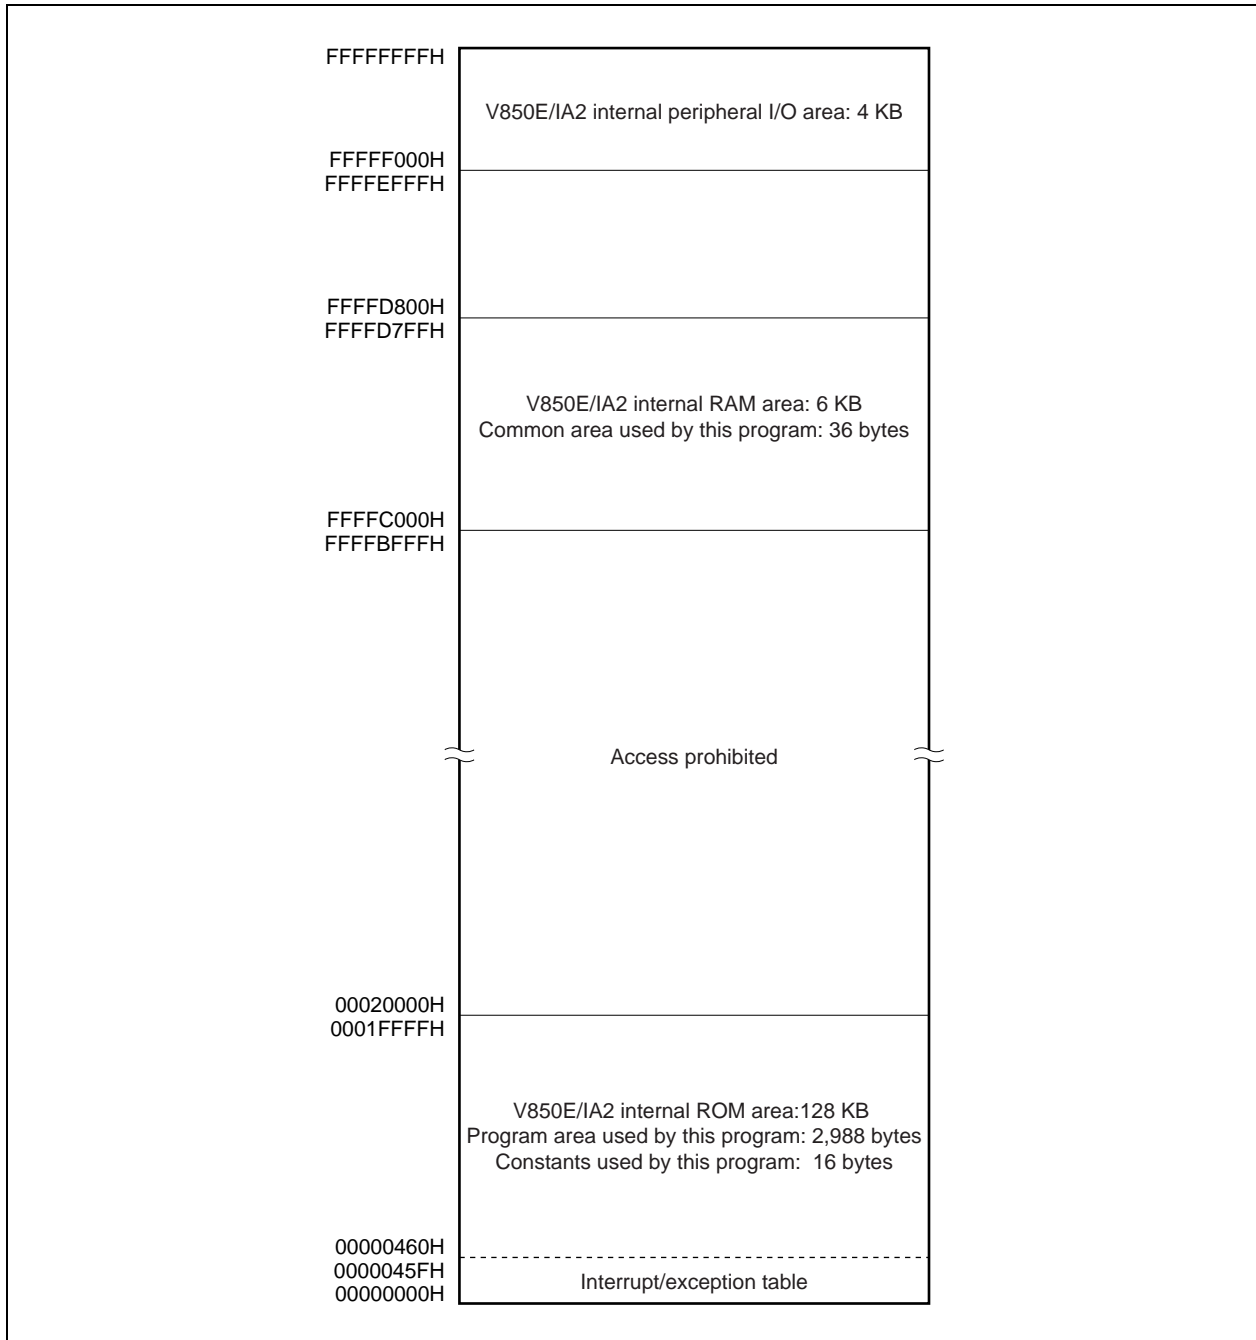 FFFFFFFFH
V850E/IA2 internal peripheral I/O area: 4 KB
FFFFF000H
FFFFEFFFH
FFFFD800H
FFFFD7FFH
V850E/IA2 internal RAM area: 6 KB
Common area used by this program: 36 bytes
FFFFC000H
FFFFBFFFH
Access prohibited
00020000H
0001FFFFH
V850E/IA2 internal ROM area:128 KB
Program area used by this program: 2,988 bytes
Constants used by this program:  16 bytes
00000460H
0000045FH
Interrupt/exception table
00000000H